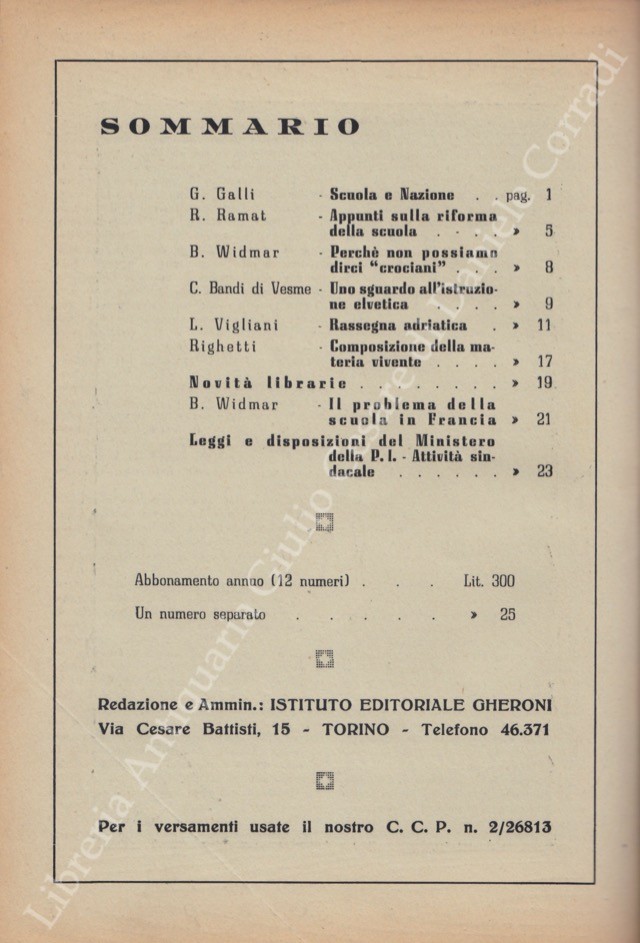 SOMMARIO
G. Galli - Scuola e Nazione . . pag. 1
R. Ramat - Appunti sulla riforma
della scuola . . . . » 5
B. Widmar - Perchè non possiamo
dirci "crociani" . . . » 8
C. Bandi di Vesme - Uno sguardo all'istruzio-
ne elvetica . . . . » 9
L. Vigliani - Rassegna adriatica . » 11
Righetti - Composizione della ma-
teria vivente . . . . » 17
Novità librarie . . . . . . . . » 19
B. Widmar - Il problema della
scuola in Francia » 21
Leggi e disposizioni del Ministero
della P. I. - Attività sin-
dacale . . . . . . » 23
Abbonamento annuo (12 numeri) . . . Lit. 300
Un numero separato . . . . . » 25
Redazione e Ammin.: ISTITUTO EDITORIALE GHERONI
Via Cesare Battisti, 15 - TORINO - Telefono 46.371
Per i versamenti usate il nostro C. C. P. n. 2/26813
Libreria Antiquario Giulio Cesare di Daniele Corradi